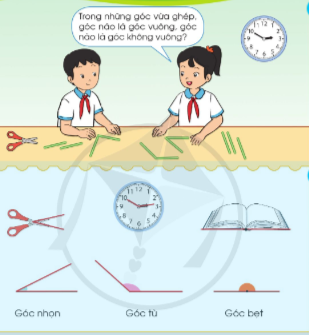 Trong những góc vừa ghép,
góc nào là góc vuông, góc
nào là góc không vuông?
Góc nhọn
Góc tù
Góc bẹt